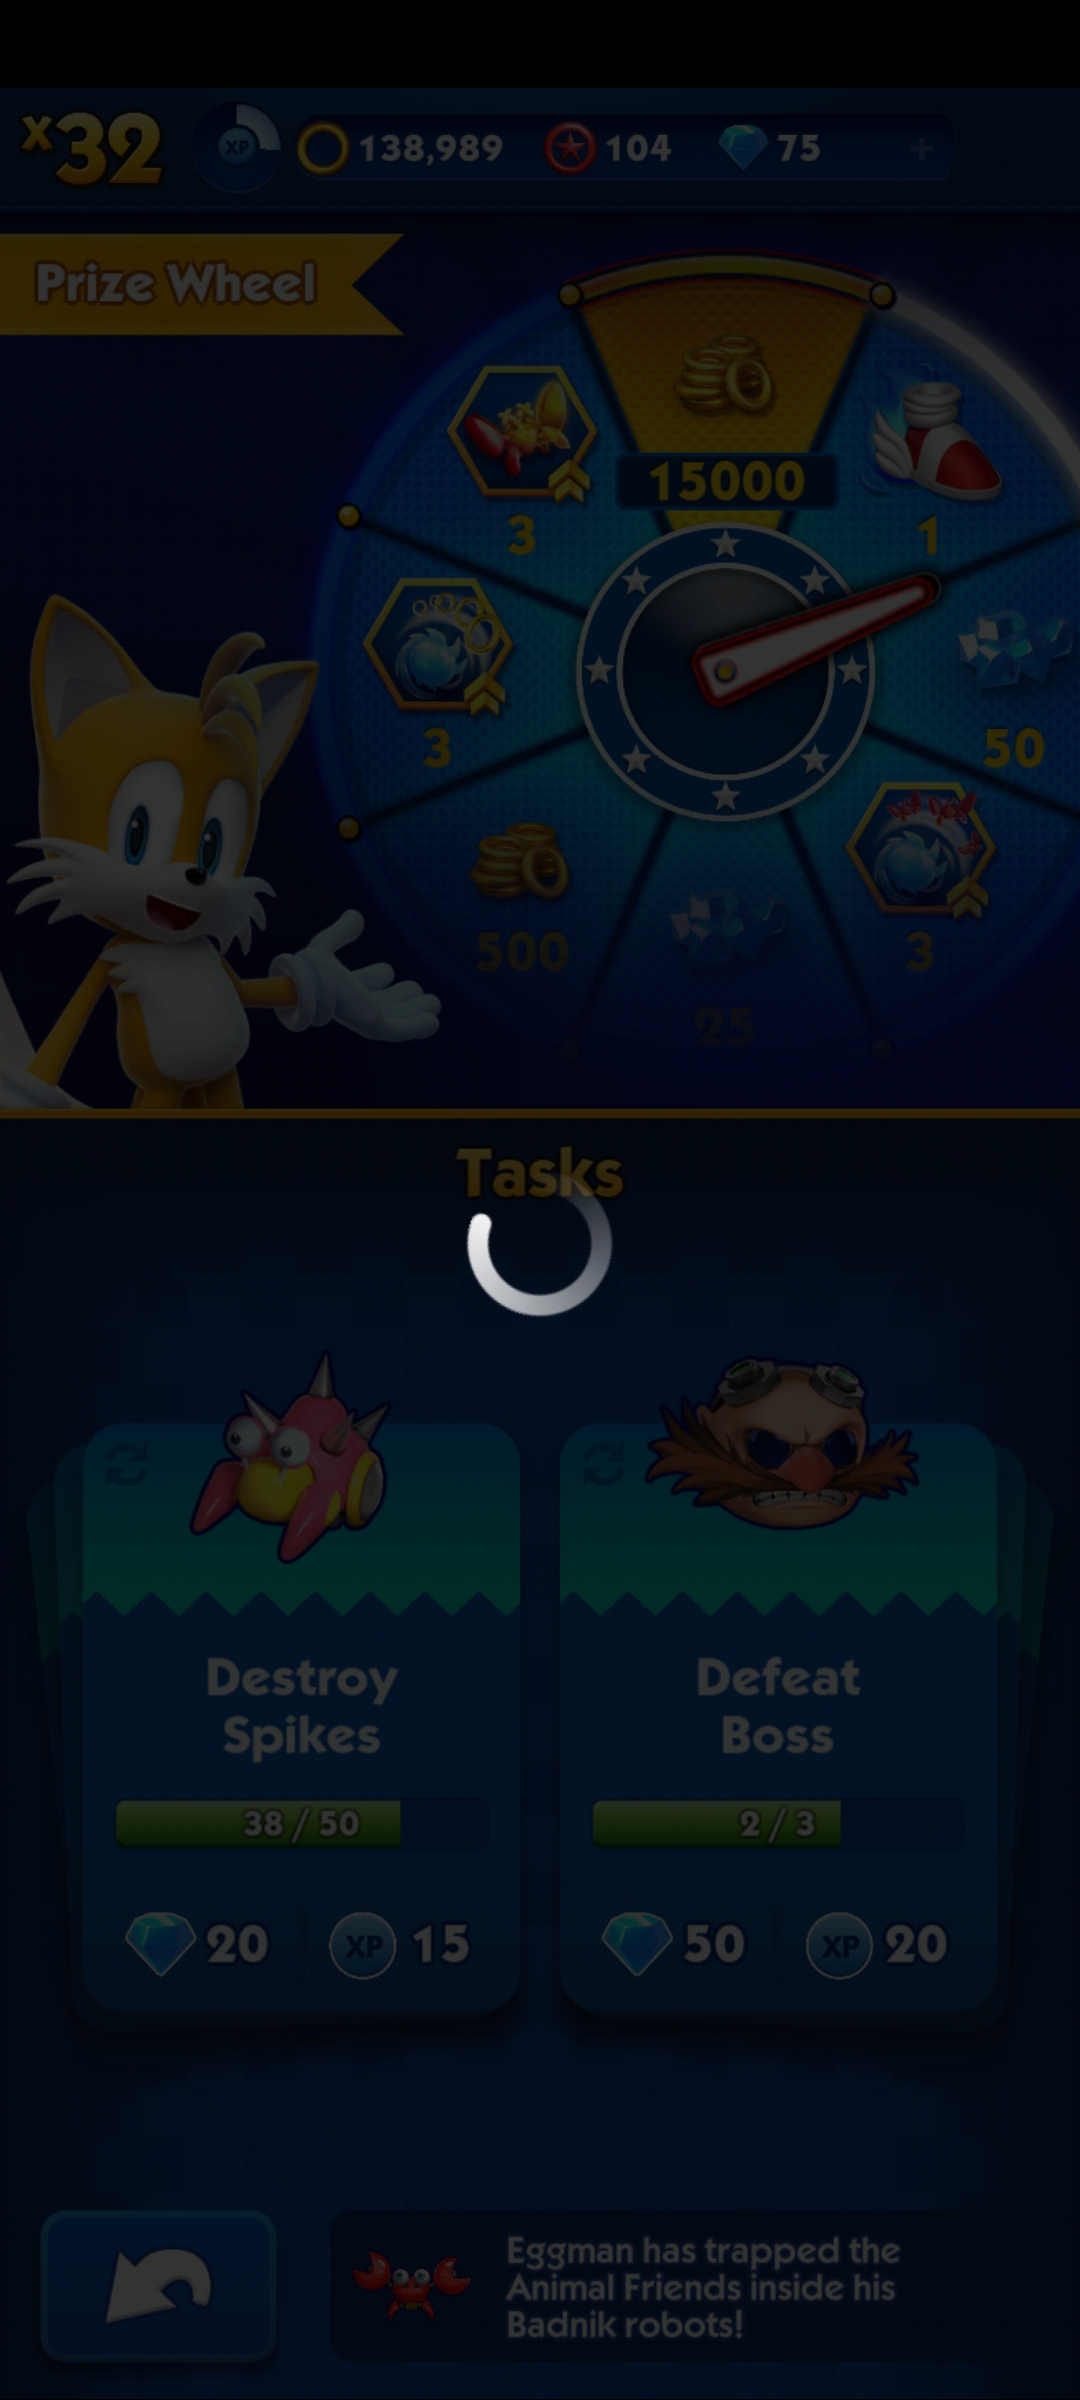 x32 XP 138,989 104 75 +
Prize Wheel
15000
3
1
3
50
500
3
25
Tasks
Destroy
Spikes
38 / 50
20 XP 15
Defeat
Boss
2 / 3
50 XP 20
Eggman has trapped the
Animal Friends inside his
Badnik robots!